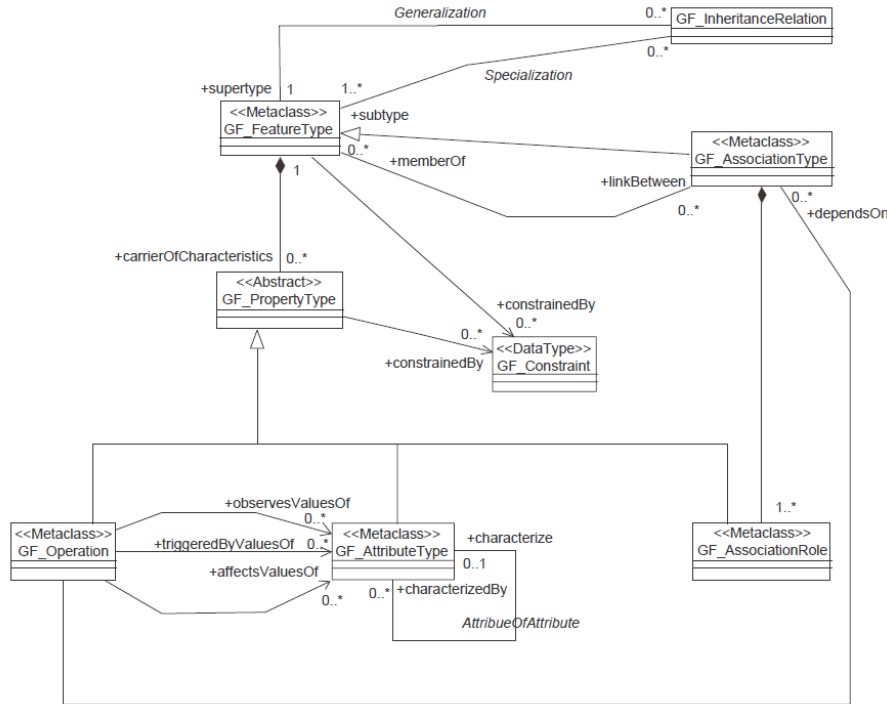 Generalization
0..*
GF_InheritanceRelation
0..*
Specialization
+supertype
1
1..*
<<Metaclass>>
GF_FeatureType
+subtype
0..*
+memberOf
<<Metaclass>>
GF_AssociationType
1
+linkBetween
0..*
0..*
+dependsOn
+carrierOfCharacteristics
0..*
<<Abstract>>
GF_PropertyType
+constrainedBy
0..*
0..*
+constrainedBy
<<DataType>>
GF_Constraint
1..*
+observesValuesOf
0..*
<<Metaclass>>
GF_Operation
+triggeredByValuesOf
0..*
<<Metaclass>>
GF_AttributeType
+characterize
0..1
<<Metaclass>>
GF_AssociationRole
+affectsValuesOf
0..*
0..*
+characterizedBy
AttribueOfAttribute